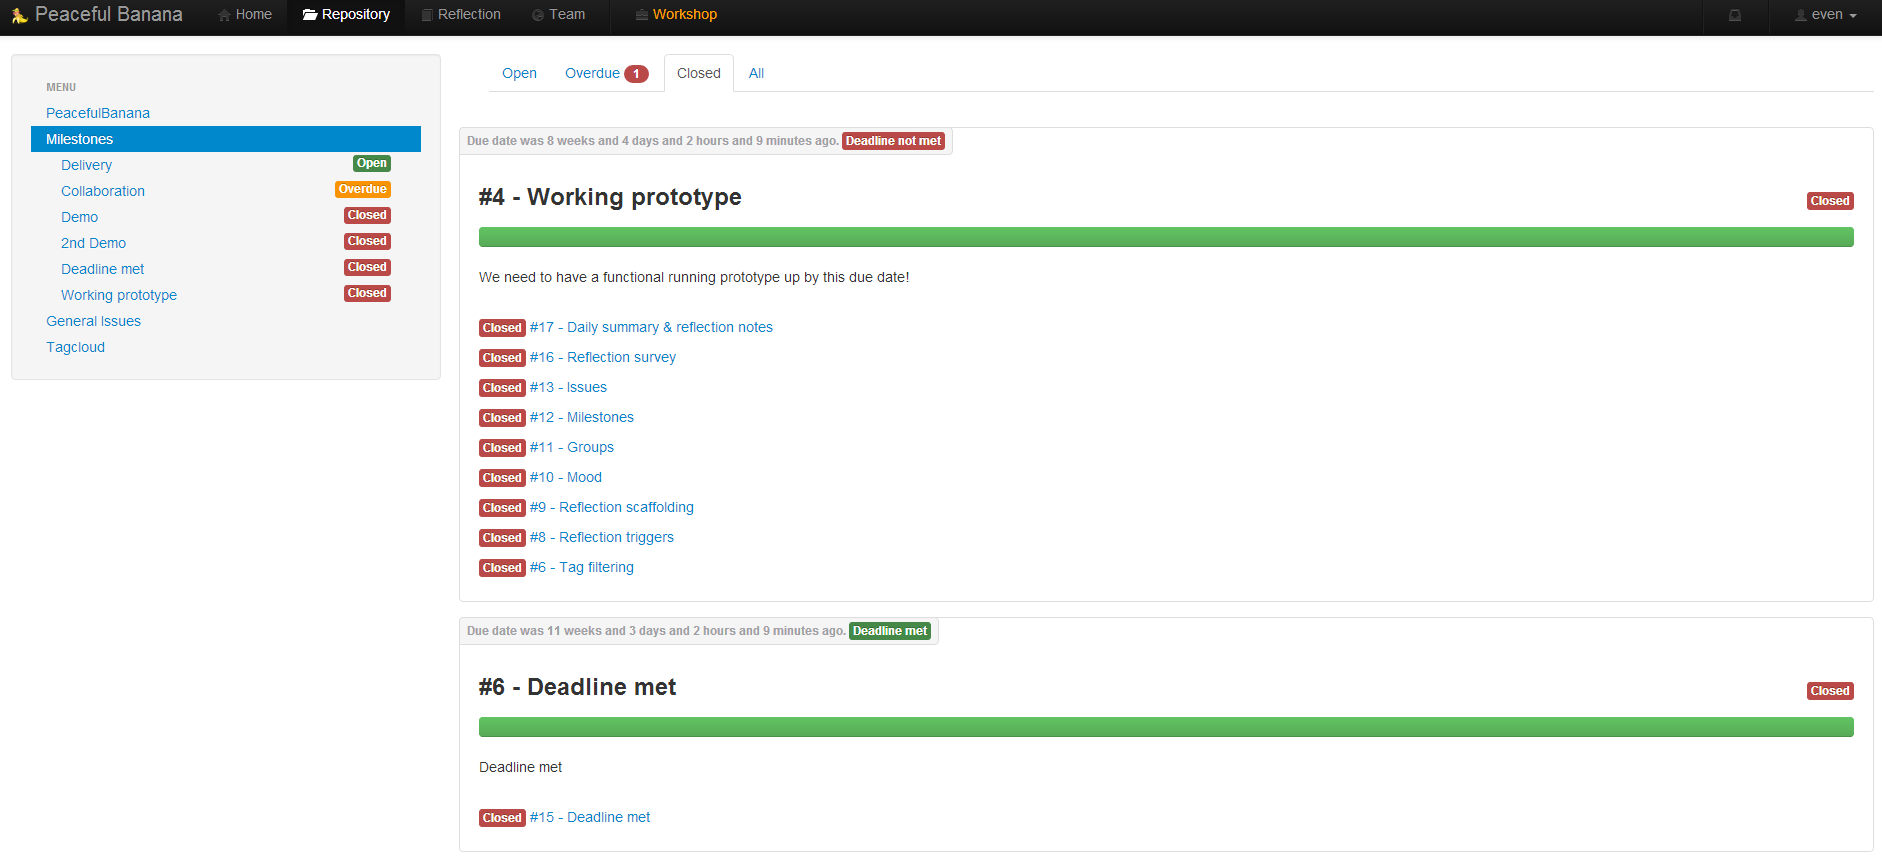 Peaceful Banana Home Repository Reflection Team Workshop even
MENU
PeacefulBanana
Milestones
Delivery Open
Collaboration Overdue
Demo Closed
2nd Demo Closed
Deadline met Closed
Working prototype Closed
General Issues
Tagcloud
Open Overdue 1 Closed All
Due date was 8 weeks and 4 days and 2 hours and 9 minutes ago. Deadline not met
#4 - Working prototype Closed
We need to have a functional running prototype up by this due date!
Closed #17 - Daily summary & reflection notes
Closed #16 - Reflection survey
Closed #13 - Issues
Closed #12 - Milestones
Closed #11 - Groups
Closed #10 - Mood
Closed #9 - Reflection scaffolding
Closed #8 - Reflection triggers
Closed #6 - Tag filtering
Due date was 11 weeks and 3 days and 2 hours and 9 minutes ago. Deadline met
#6 - Deadline met Closed
Deadline met
Closed #15 - Deadline met